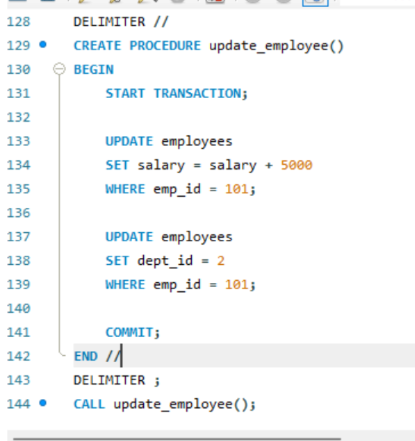 128 DELIMITER //
129 CREATE PROCEDURE update_employee()
130 BEGIN
131 START TRANSACTION;
132
133 UPDATE employees
134 SET salary = salary + 5000
135 WHERE emp_id = 101;
136
137 UPDATE employees
138 SET dept_id = 2
139 WHERE emp_id = 101;
140
141 COMMIT;
142 END //
143 DELIMITER ;
144 CALL update_employee();